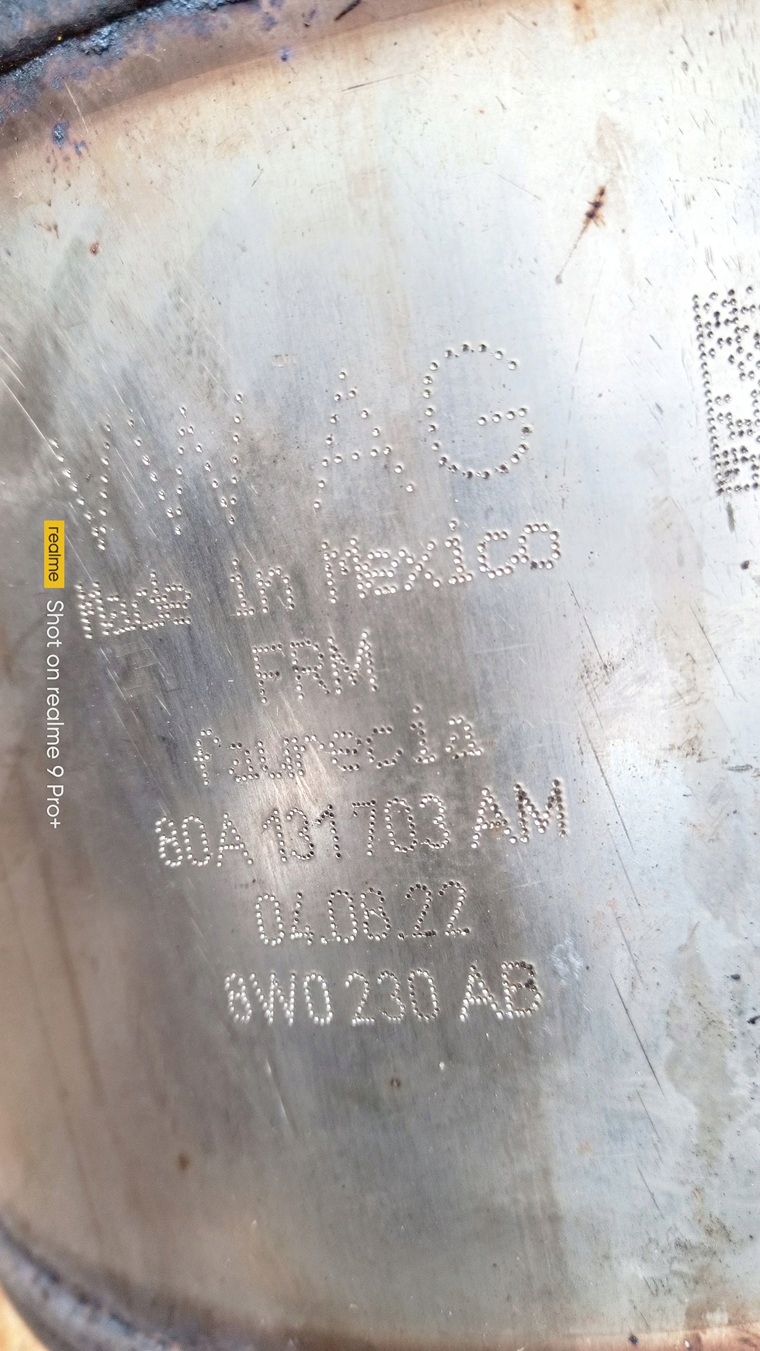 VW AG
Made in Mexico
FRM
faurecia
80A 131 703 AM
04.08.22
8W0 230 AB
realme Shot on realme 9 Pro+